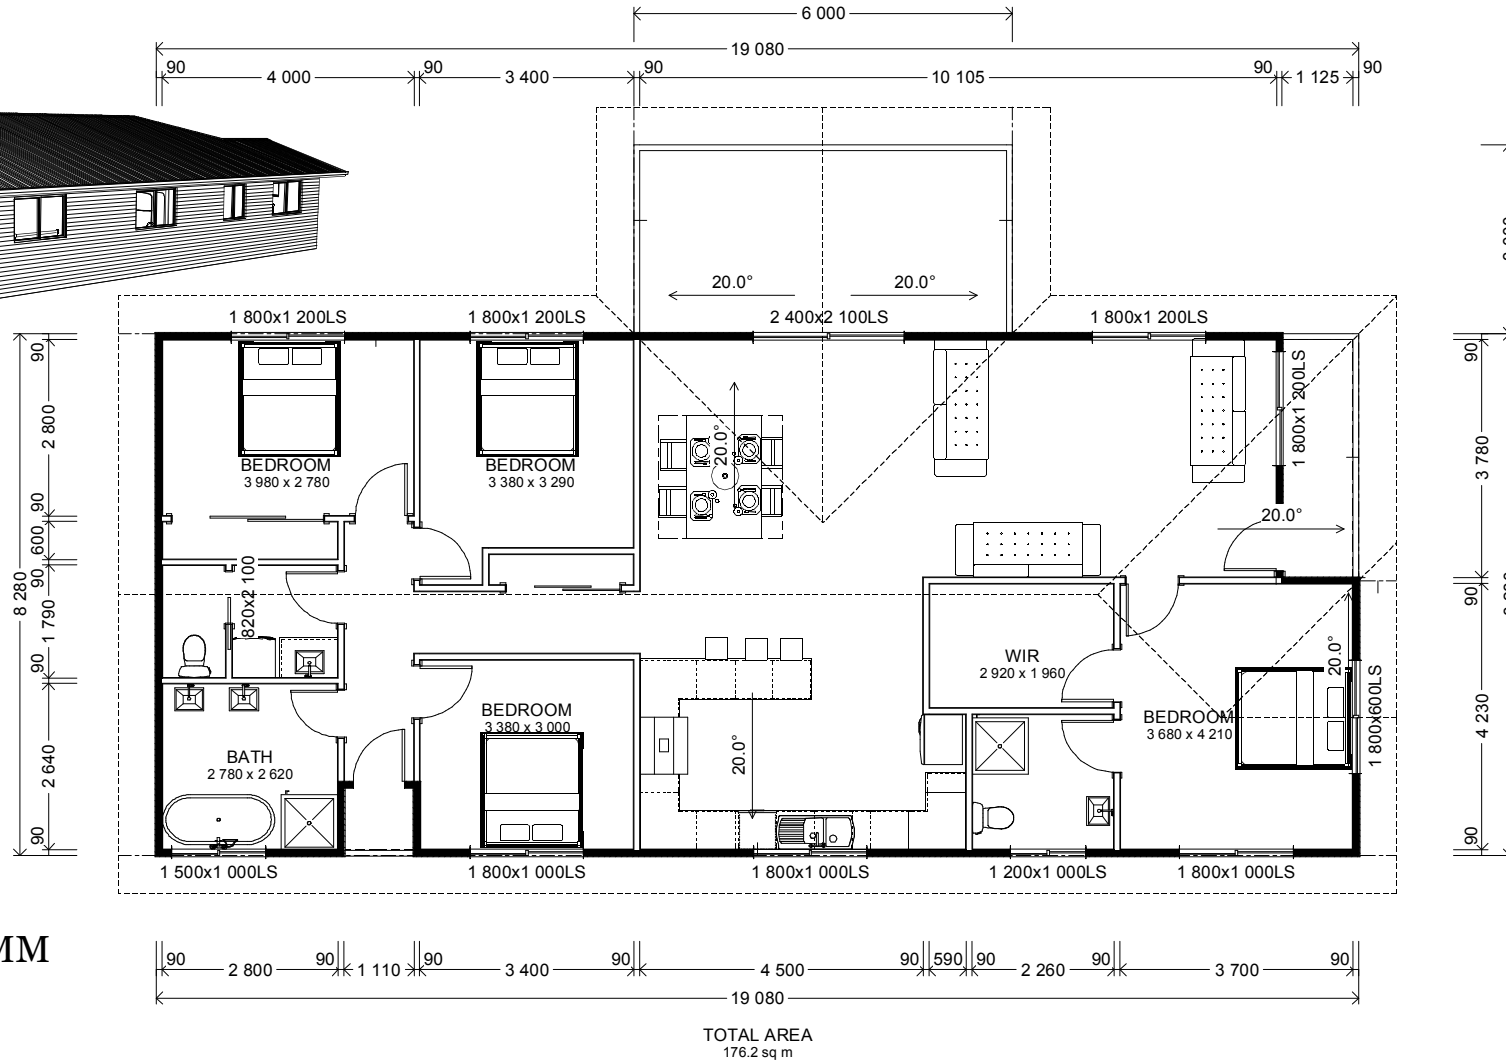 6 000
19 080
90 4 000 90 3 400 90 10 105 90 1 125 90
20.0° 20.0°
1 800x1 200LS 1 800x1 200LS 2 400x2 100LS 1 800x1 200LS
1 800x1 200LS
90
2 800
90
600
90
1 790
90
2 640
90
8 280
BEDROOM
3 980 x 2 780
BEDROOM
3 380 x 3 290
20.0°
20.0°
820x2 100
90
3 780
90
4 230
90
WIR
2 920 x 1 960
20.0°
BEDROOM
3 380 x 3 000
BEDROOM
3 680 x 4 210
1 800x600LS
BATH
2 780 x 2 620
20.0°
1 500x1 000LS 1 800x1 000LS 1 800x1 000LS 1 200x1 000LS 1 800x1 000LS
MM
90 2 800 90 1 110 90 3 400 90 4 500 90 590 90 2 260 90 3 700 90
19 080
TOTAL AREA
176.2 sq m